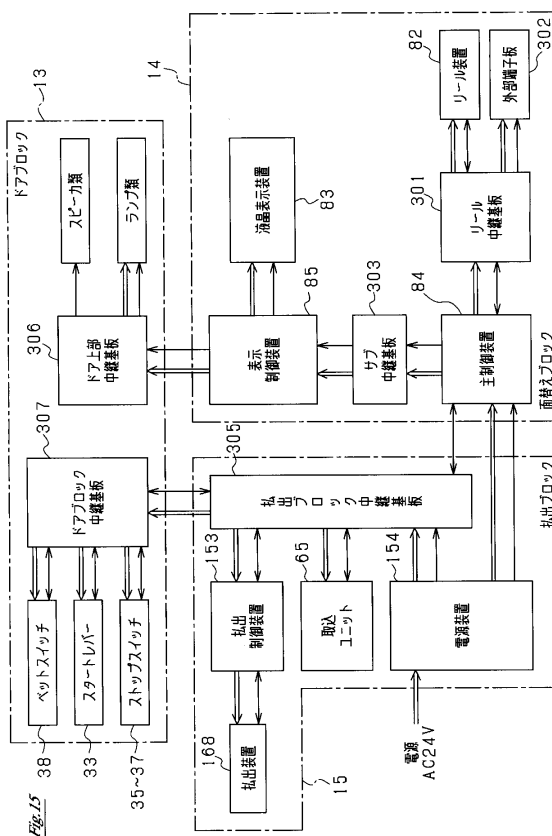 Fig.15
13
ドアブロック
38
ベットスイッチ
33
スタートレバー
35~37
ストップスイッチ
307
ドアブロック
中継基板
306
ドア上部
中継基板
スピーカ類
ランプ類
15
168
払出装置
153
払出
制御装置
65
取込
ユニット
305
払出ブロック中継基板
154
電源装置
電源
AC24V
払出ブロック
14
液晶表示装置
83
85
表示
制御装置
303
サブ
中継基板
84
主制御装置
301
リール
中継基板
82
リール装置
302
外部端子板
面替えブロック